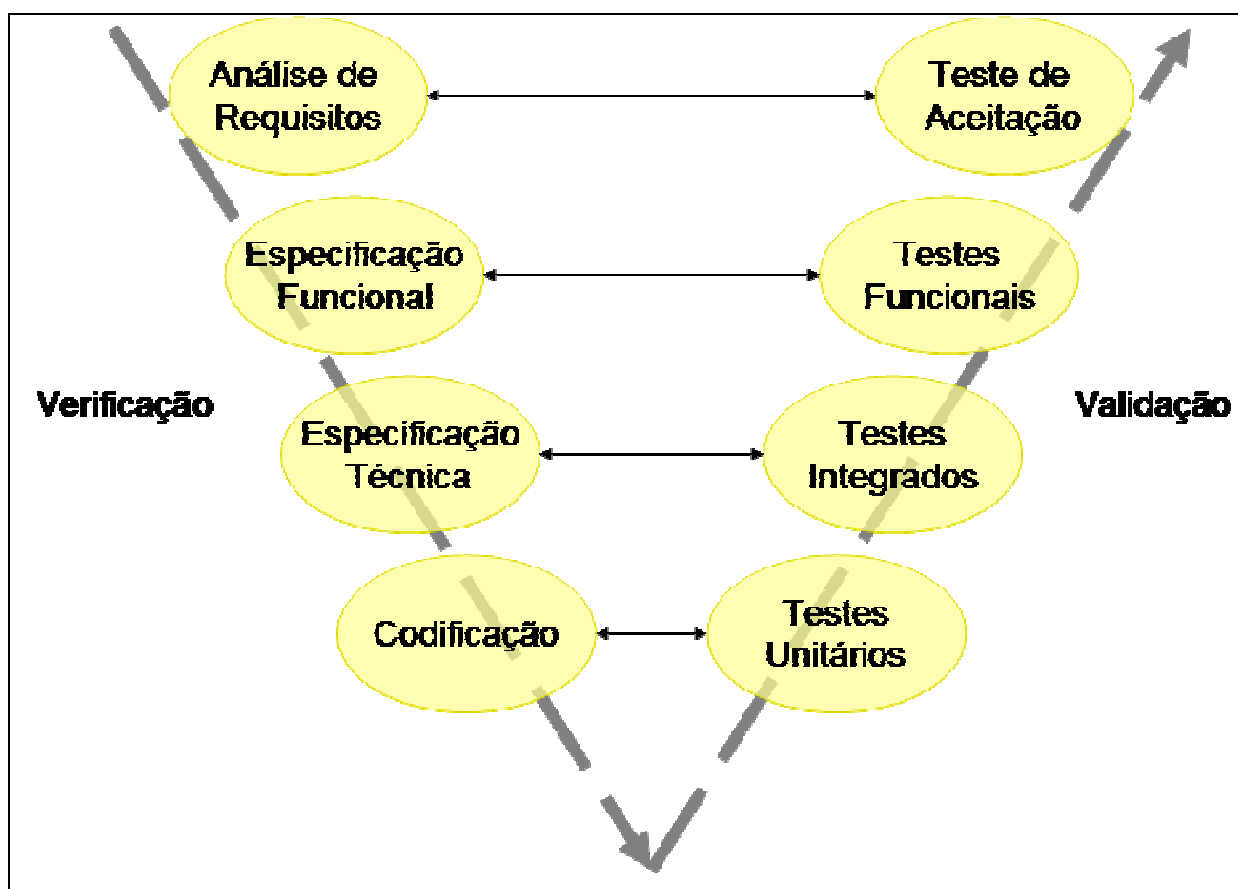 Análise de
Requisitos
Teste de
Aceitação
Especificação
Funcional
Testes
Funcionais
Verificação
Validação
Especificação
Técnica
Testes
Integrados
Codificação
Testes
Unitários